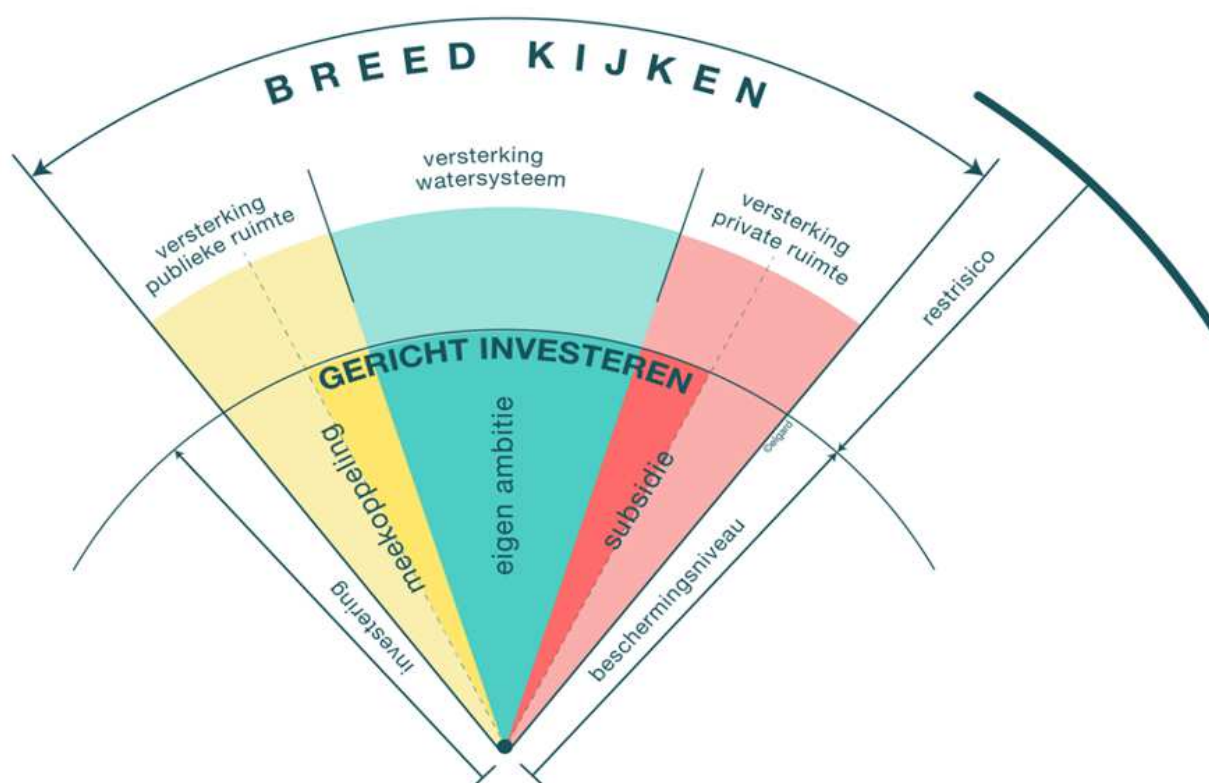 BREED KIJKEN
versterking
watersysteem
versterking
publieke ruimte
versterking
private ruimte
restrisico
GERICHT INVESTEREN
meekoppeling
eigen ambitie
subsidie
©elgard
investering
beschermingsniveau